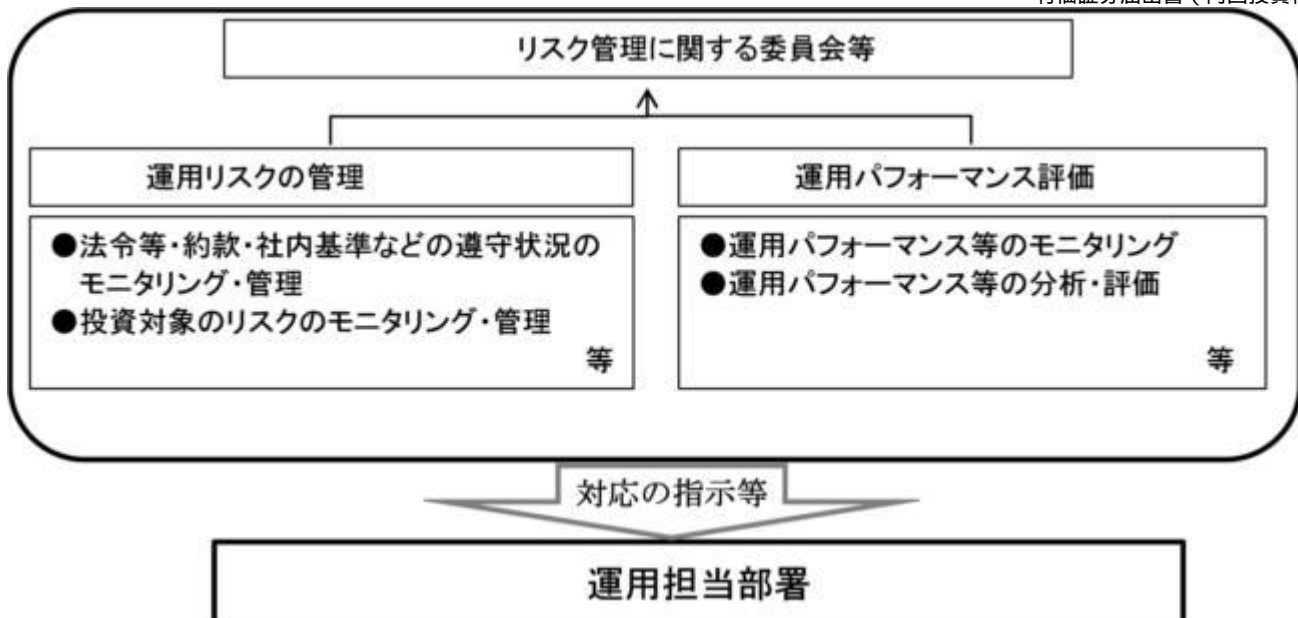 リスク管理に関する委員会等
運用リスクの管理
運用パフォーマンス評価
●法令等・約款・社内基準などの遵守状況の
モニタリング・管理
●投資対象のリスクのモニタリング・管理
等
●運用パフォーマンス等のモニタリング
●運用パフォーマンス等の分析・評価
等
対応の指示等
運用担当部署